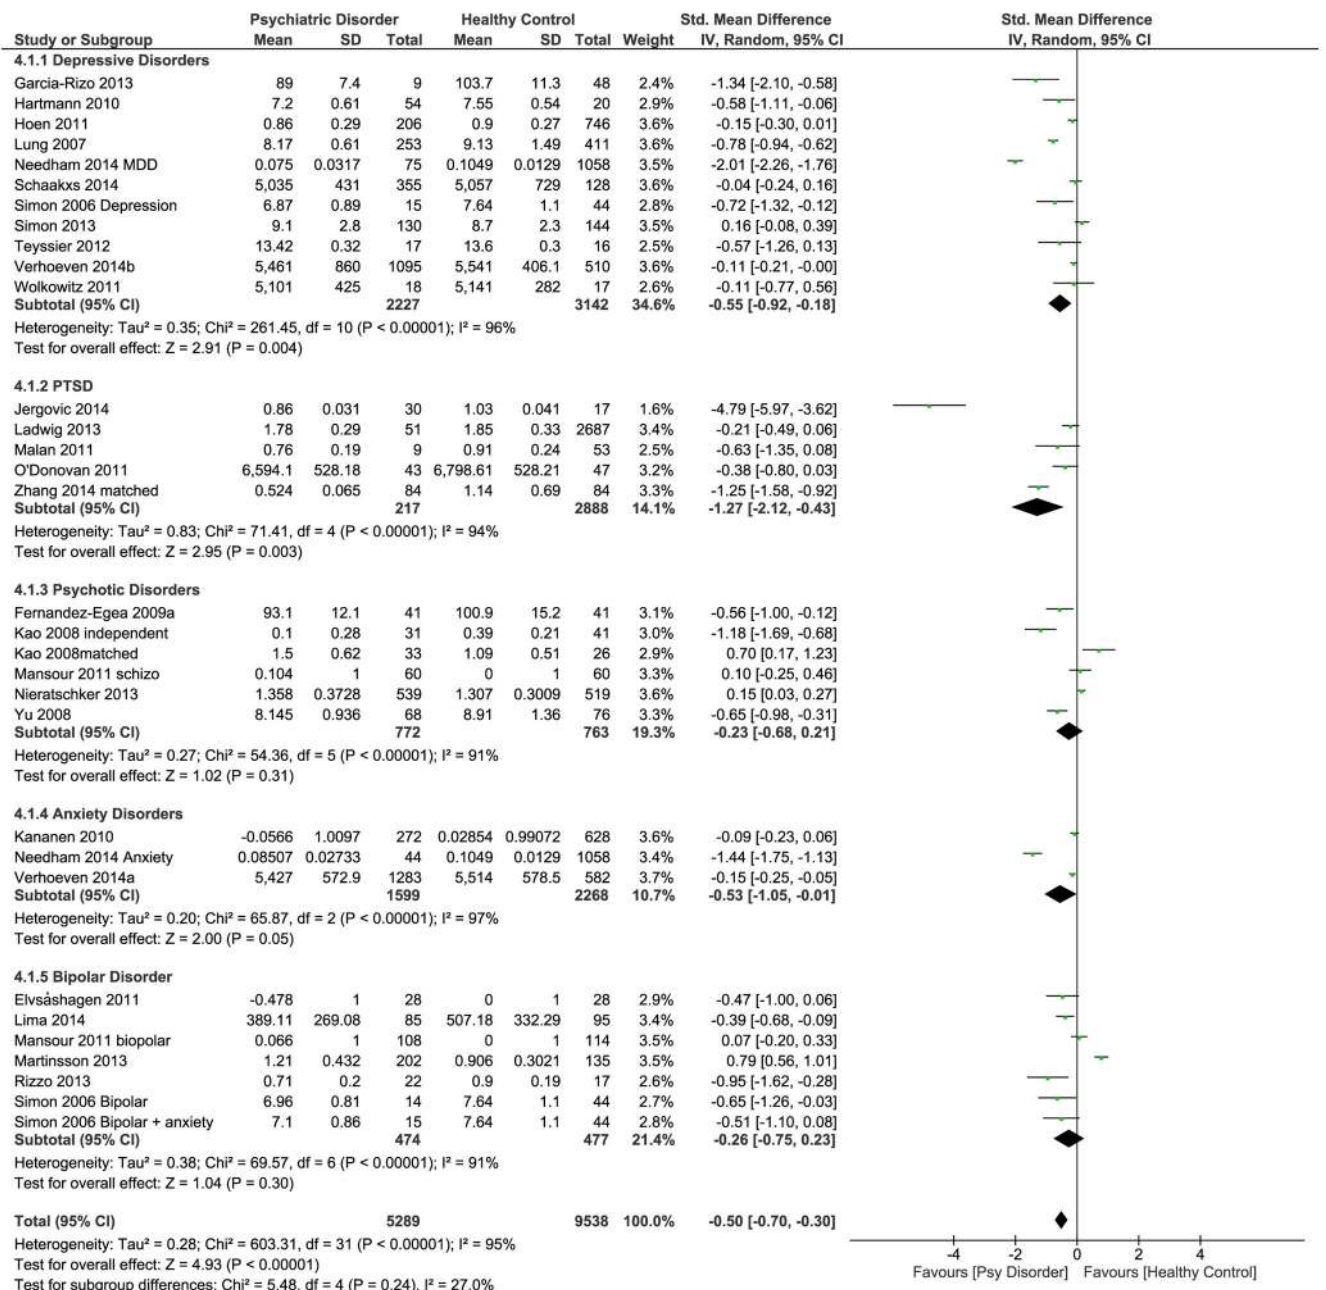 Psychiatric Disorder Healthy Control Std. Mean Difference Std. Mean Difference
Study or Subgroup Mean SD Total Mean SD Total Weight IV, Random, 95% CI IV, Random, 95% CI
4.1.1 Depressive Disorders
Garcia-Rizo 2013 89 7.4 9 103.7 11.3 48 2.4% -1.34 [-2.10, -0.58]
Hartmann 2010 7.2 0.61 54 7.55 0.54 20 2.9% -0.58 [-1.11, -0.06]
Hoen 2011 0.86 0.29 206 0.9 0.27 746 3.6% -0.15 [-0.30, 0.01]
Lung 2007 8.17 0.61 253 9.13 1.49 411 3.6% -0.78 [-0.94, -0.62]
Needham 2014 MDD 0.075 0.0317 75 0.1049 0.0129 1058 3.5% -2.01 [-2.26, -1.76]
Schaakxs 2014 5,035 431 355 5,057 729 128 3.6% -0.04 [-0.24, 0.16]
Simon 2006 Depression 6.87 0.89 15 7.64 1.1 44 2.8% -0.72 [-1.32, -0.12]
Simon 2013 9.1 2.8 130 8.7 2.3 144 3.5% 0.16 [-0.08, 0.39]
Teyssier 2012 13.42 0.32 17 13.6 0.3 16 2.5% -0.57 [-1.26, 0.13]
Verhoeven 2014b 5,461 860 1095 5,541 406.1 510 3.6% -0.11 [-0.21, -0.00]
Wolkowitz 2011 5,101 425 18 5,141 282 17 2.6% -0.11 [-0.77, 0.56]
Subtotal (95% CI) 2227 3142 34.6% -0.55 [-0.92, -0.18]
Heterogeneity: Tau² = 0.35; Chi² = 261.45, df = 10 (P < 0.00001); I² = 96%
Test for overall effect: Z = 2.91 (P = 0.004)
4.1.2 PTSD
Jergovic 2014 0.86 0.031 30 1.03 0.041 17 1.6% -4.79 [-5.97, -3.62]
Ladwig 2013 1.78 0.29 51 1.85 0.33 2687 3.4% -0.21 [-0.49, 0.06]
Malan 2011 0.76 0.19 9 0.91 0.24 53 2.5% -0.63 [-1.35, 0.08]
O'Donovan 2011 6,594.1 528.18 43 6,798.61 528.21 47 3.2% -0.38 [-0.80, 0.03]
Zhang 2014 matched 0.524 0.065 84 1.14 0.69 84 3.3% -1.25 [-1.58, -0.92]
Subtotal (95% CI) 217 2888 14.1% -1.27 [-2.12, -0.43]
Heterogeneity: Tau² = 0.83; Chi² = 71.41, df = 4 (P < 0.00001); I² = 94%
Test for overall effect: Z = 2.95 (P = 0.003)
4.1.3 Psychotic Disorders
Fernandez-Egea 2009a 93.1 12.1 41 100.9 15.2 41 3.1% -0.56 [-1.00, -0.12]
Kao 2008 independent 0.1 0.28 31 0.39 0.21 41 3.0% -1.18 [-1.69, -0.68]
Kao 2008matched 1.5 0.62 33 1.09 0.51 26 2.9% 0.70 [0.17, 1.23]
Mansour 2011 schizo 0.104 1 60 0 1 60 3.3% 0.10 [-0.25, 0.46]
Nieratschker 2013 1.358 0.3728 539 1.307 0.3009 519 3.6% 0.15 [0.03, 0.27]
Yu 2008 8.145 0.936 68 8.91 1.36 76 3.3% -0.65 [-0.98, -0.31]
Subtotal (95% CI) 772 763 19.3% -0.23 [-0.68, 0.21]
Heterogeneity: Tau² = 0.27; Chi² = 54.36, df = 5 (P < 0.00001); I² = 91%
Test for overall effect: Z = 1.02 (P = 0.31)
4.1.4 Anxiety Disorders
Kananen 2010 -0.0566 1.0097 272 0.02854 0.99072 628 3.6% -0.09 [-0.23, 0.06]
Needham 2014 Anxiety 0.08507 0.02733 44 0.1049 0.0129 1058 3.4% -1.44 [-1.75, -1.13]
Verhoeven 2014a 5,427 572.9 1283 5,514 578.5 582 3.7% -0.15 [-0.25, -0.05]
Subtotal (95% CI) 1599 2268 10.7% -0.53 [-1.05, -0.01]
Heterogeneity: Tau² = 0.20; Chi² = 65.87, df = 2 (P < 0.00001); I² = 97%
Test for overall effect: Z = 2.00 (P = 0.05)
4.1.5 Bipolar Disorder
Elvsåshagen 2011 -0.478 1 28 0 1 28 2.9% -0.47 [-1.00, 0.06]
Lima 2014 389.11 269.08 85 507.18 332.29 95 3.4% -0.39 [-0.68, -0.09]
Mansour 2011 biopolar 0.066 1 108 0 1 114 3.5% 0.07 [-0.20, 0.33]
Martinsson 2013 1.21 0.432 202 0.906 0.3021 135 3.5% 0.79 [0.56, 1.01]
Rizzo 2013 0.71 0.2 22 0.9 0.19 17 2.6% -0.95 [-1.62, -0.28]
Simon 2006 Bipolar 6.96 0.81 14 7.64 1.1 44 2.7% -0.65 [-1.26, -0.03]
Simon 2006 Bipolar + anxiety 7.1 0.86 15 7.64 1.1 44 2.8% -0.51 [-1.10, 0.08]
Subtotal (95% CI) 474 477 21.4% -0.26 [-0.75, 0.23]
Heterogeneity: Tau² = 0.38; Chi² = 69.57, df = 6 (P < 0.00001); I² = 91%
Test for overall effect: Z = 1.04 (P = 0.30)
Total (95% CI) 5289 9538 100.0% -0.50 [-0.70, -0.30]
Heterogeneity: Tau² = 0.28; Chi² = 603.31, df = 31 (P < 0.00001); I² = 95%
Test for overall effect: Z = 4.93 (P < 0.00001)
Test for subgroup differences: Chi² = 5.48, df = 4 (P = 0.24), I² = 27.0%
-4 -2 0 2 4
Favours [Psy Disorder] Favours [Healthy Control]